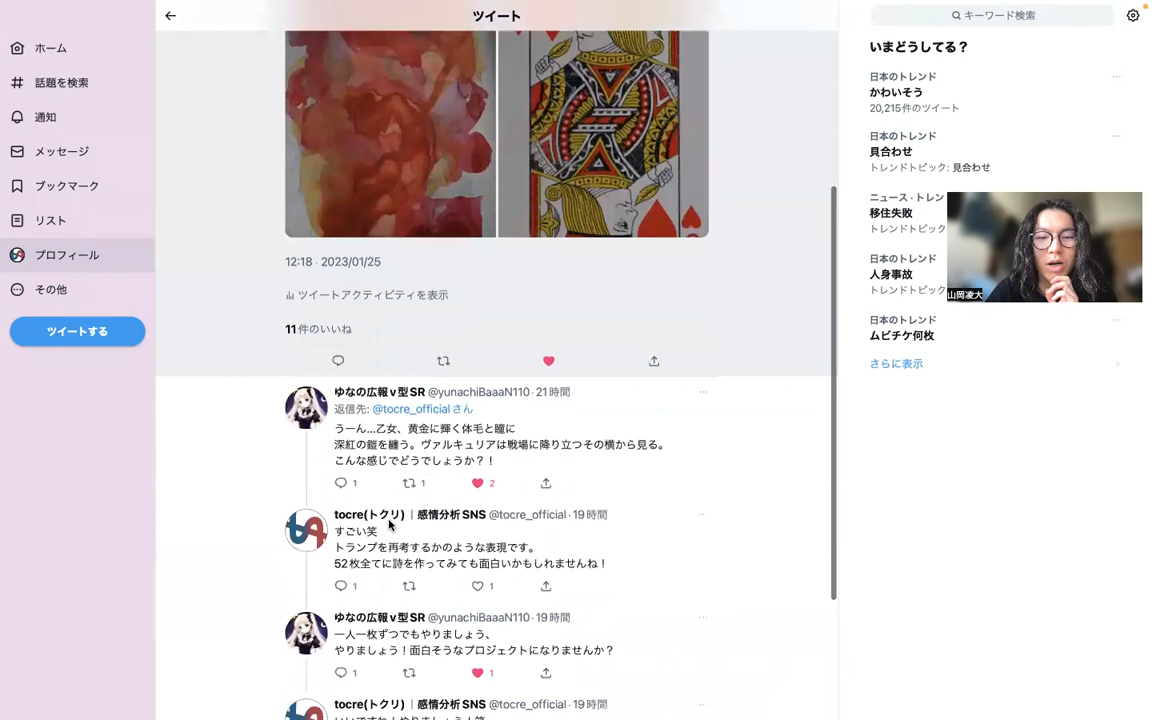 ツイート
キーワード検索
ホーム
話題を検索
通知
メッセージ
ブックマーク
リスト
プロフィール
その他
ツイートする
12:18 · 2023/01/25
ツイートアクティビティを表示
11 件のいいね
ゆなの広報v型SR @yunachiBaaaN110 · 21時間
返信先: @tocre_officialさん
うーん...乙女、黄金に輝く体毛と瞳に
深紅の鎧を纏う。ヴァルキュリアは戦場に降り立つその横から見る。
こんな感じでどうでしょうか?!
1 1 2
tocre(トクリ)｜感情分析SNS @tocre_official · 19時間
すごい笑
トランプを再考するかのような表現です。
52枚全てに詩を作ってみても面白いかもしれませんね!
1 1
ゆなの広報v型SR @yunachiBaaaN110 · 19時間
一人一枚ずつでもやりましょう、
やりましょう！面白そうなプロジェクトになりませんか?
1 1
tocre(トクリ)｜感情分析SNS @tocre_official · 19時間
いまどうしてる？
日本のトレンド
かわいそう
20,215件のツイート
日本のトレンド
貝合わせ
トレンドトピック: 見合わせ
ニュース · トレン
移住失敗
トレンドトピック
日本のトレンド
人身事故
トレンドトピック
日本のトレンド
ムビチケ何枚
さらに表示
山岡凌大